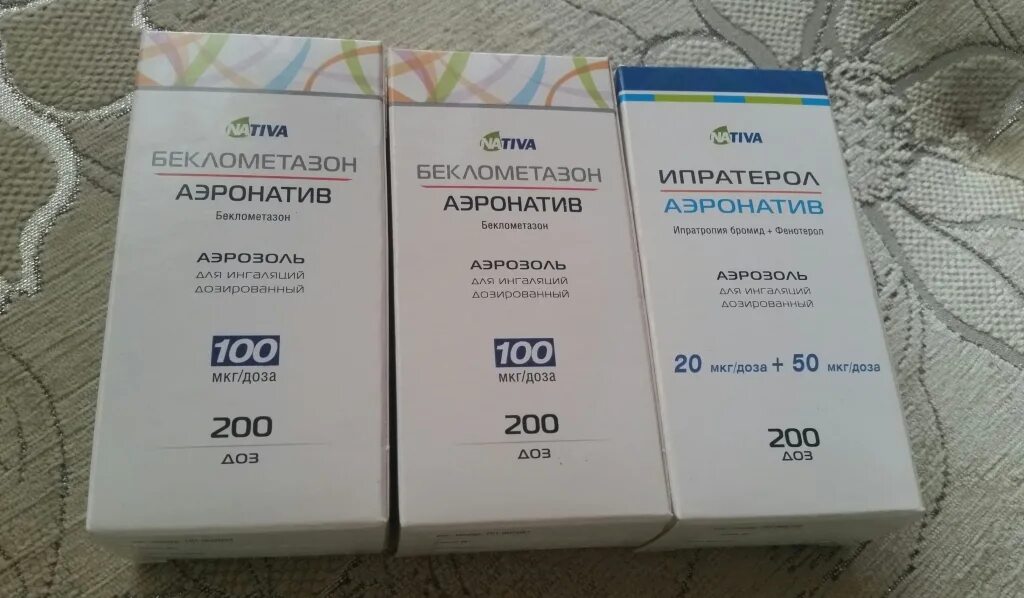 NATIVA
БЕКЛОМЕТАЗОН
АЭРОНАТИВ
Беклометазон
АЭРОЗОЛЬ
ДЛЯ ИНГАЛЯЦИЙ
ДОЗИРОВАННЫЙ
100
мкг/доза
200
ДОЗ
NATIVA
БЕКЛОМЕТАЗОН
АЭРОНАТИВ
Беклометазон
АЭРОЗОЛЬ
ДЛЯ ИНГАЛЯЦИЙ
ДОЗИРОВАННЫЙ
100
мкг/доза
200
ДОЗ
NATIVA
ИПРАТЕРОЛ
АЭРОНАТИВ
Ипратропия бромид + Фенотерол
АЭРОЗОЛЬ
ДЛЯ ИНГАЛЯЦИЙ
ДОЗИРОВАННЫЙ
20 мкг/доза + 50 мкг/доза
200
ДОЗ